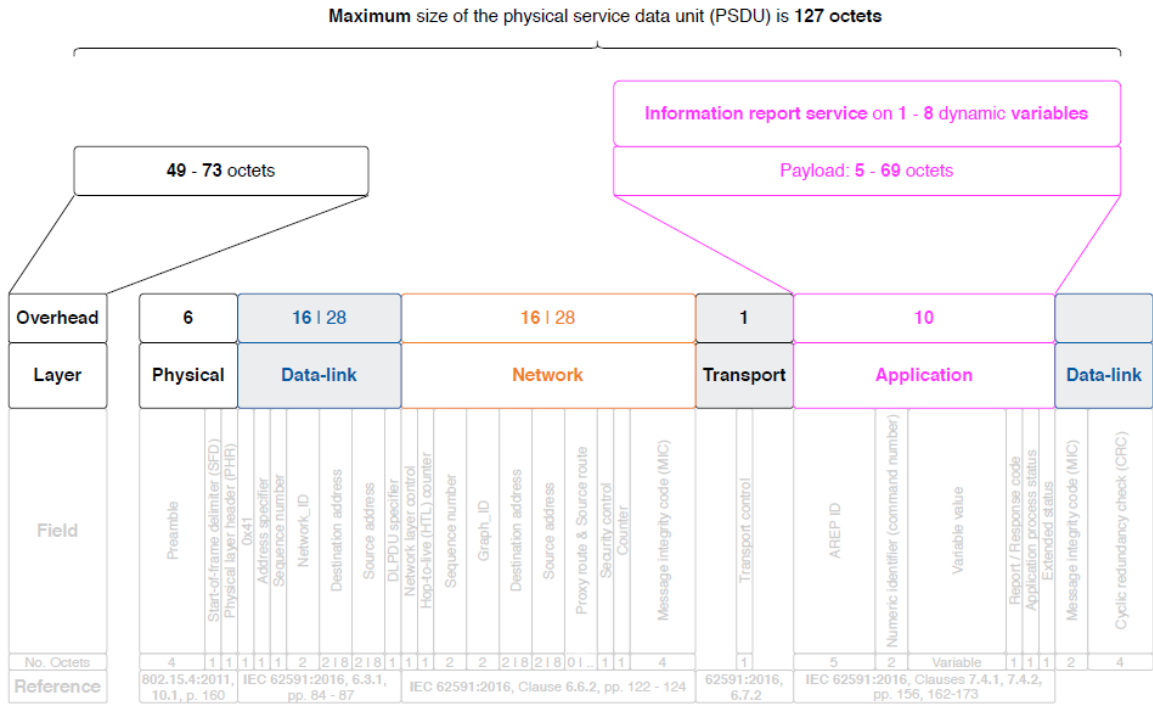 Maximum size of the physical service data unit (PSDU) is 127 octets
Information report service on 1 - 8 dynamic variables
49 - 73 octets
Payload: 5 - 69 octets
Overhead 6 16 | 28 16 | 28 1 10
Layer Physical Data-link Network Transport Application Data-link
Field
Preamble
Start-of-frame delimiter (SFD)
Physical layer header (PHR)
0x41
Address specifier
Sequence number
Network_ID
Destination address
Source address
DLPDU specifier
Network layer control
Hop-to-live (HTL) counter
Sequence number
Graph_ID
Destination address
Source address
Proxy route & Source route
Security control
Counter
Message integrity code (MIC)
Transport control
AREP ID
Numeric identifier (command number)
Variable value
Report / Response code
Application process status
Extended status
Message integrity code (MIC)
Cyclic redundancy check (CRC)
No. Octets 4 1 1 1 1 1 2 2 | 8 2 | 8 1 1 1 2 2 2 | 8 2 | 8 0 | .. 1 1 4 1 5 2 Variable 1 1 1 2 4
Reference
802.15.4:2011,
10.1, p. 160
IEC 62591:2016, 6.3.1,
pp. 84 - 87
IEC 62591:2016, Clause 6.6.2, pp. 122 - 124
62591:2016,
6.7.2
IEC 62591:2016, Clauses 7.4.1, 7.4.2,
pp. 156, 162-173